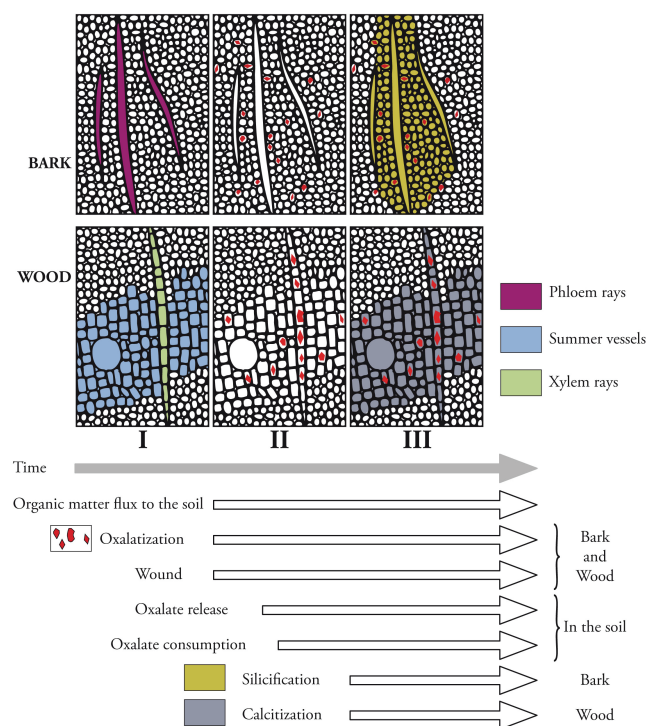 BARK
WOOD
Phloem rays
Summer vessels
Xylem rays
I II III
Time
Organic matter flux to the soil
Oxalatization
Bark
and
Wood
Wound
Oxalate release
In the soil
Oxalate consumption
Silicification Bark
Calcitization Wood